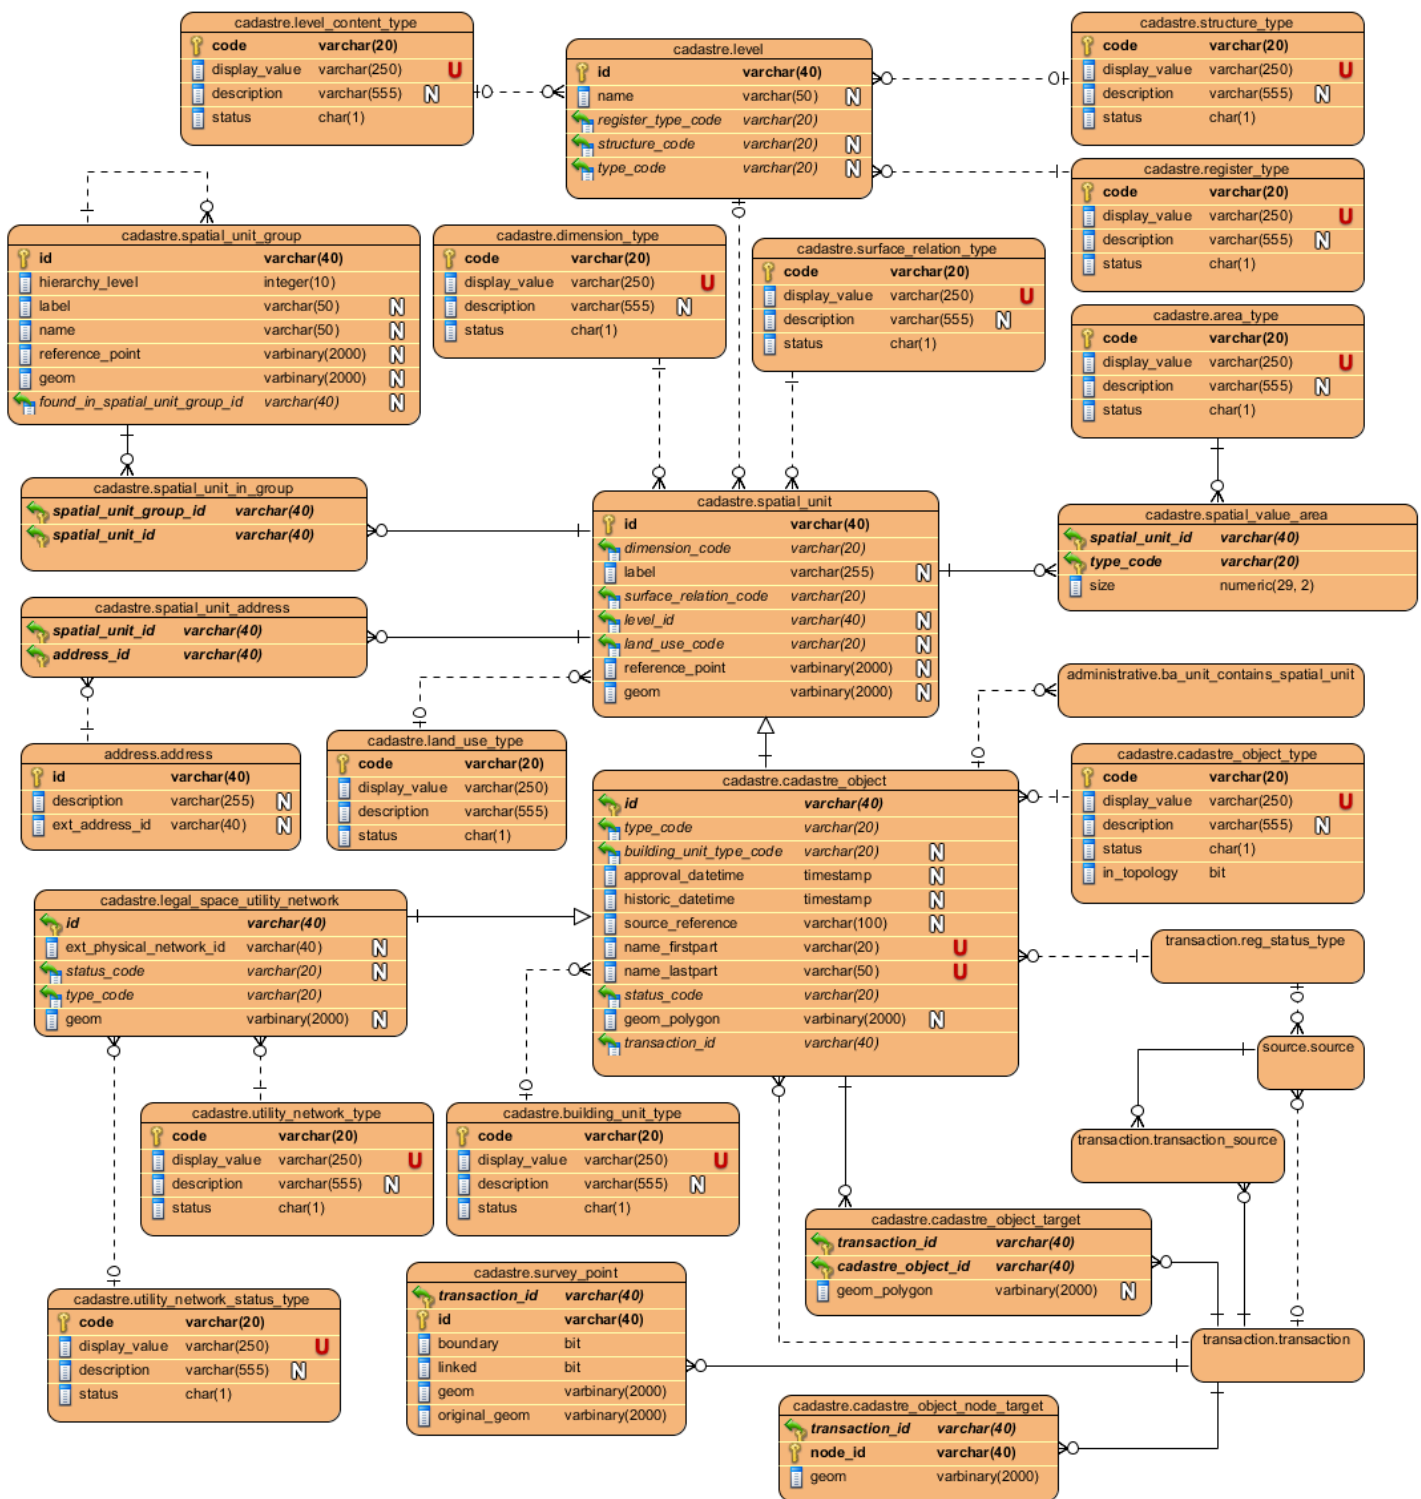 cadastre.level_content_type
code varchar(20)
display_value varchar(250) U
description varchar(555) N
status char(1)
cadastre.level
id varchar(40)
name varchar(50) N
register_type_code varchar(20)
structure_code varchar(20) N
type_code varchar(20) N
cadastre.structure_type
code varchar(20)
display_value varchar(250) U
description varchar(555) N
status char(1)
cadastre.register_type
code varchar(20)
display_value varchar(250) U
description varchar(555) N
status char(1)
cadastre.spatial_unit_group
id varchar(40)
hierarchy_level integer(10)
label varchar(50) N
name varchar(50) N
reference_point varbinary(2000) N
geom varbinary(2000) N
found_in_spatial_unit_group_id varchar(40) N
cadastre.dimension_type
code varchar(20)
display_value varchar(250) U
description varchar(555) N
status char(1)
cadastre.surface_relation_type
code varchar(20)
display_value varchar(250) U
description varchar(555) N
status char(1)
cadastre.area_type
code varchar(20)
display_value varchar(250) U
description varchar(555) N
status char(1)
cadastre.spatial_unit_in_group
spatial_unit_group_id varchar(40)
spatial_unit_id varchar(40)
cadastre.spatial_unit
id varchar(40)
dimension_code varchar(20)
label varchar(255) N
surface_relation_code varchar(20)
level_id varchar(40) N
land_use_code varchar(20) N
reference_point varbinary(2000) N
geom varbinary(2000) N
cadastre.spatial_value_area
spatial_unit_id varchar(40)
type_code varchar(20)
size numeric(29, 2)
cadastre.spatial_unit_address
spatial_unit_id varchar(40)
address_id varchar(40)
administrative.ba_unit_contains_spatial_unit
address.address
id varchar(40)
description varchar(255) N
ext_address_id varchar(40) N
cadastre.land_use_type
code varchar(20)
display_value varchar(250)
description varchar(555)
status char(1)
cadastre.cadastre_object
id varchar(40)
type_code varchar(20)
building_unit_type_code varchar(20) N
approval_datetime timestamp N
historic_datetime timestamp N
source_reference varchar(100) N
name_firstpart varchar(20) U
name_lastpart varchar(50) U
status_code varchar(20)
geom_polygon varbinary(2000) N
transaction_id varchar(40)
cadastre.cadastre_object_type
code varchar(20)
display_value varchar(250) U
description varchar(555) N
status char(1)
in_topology bit
cadastre.legal_space_utility_network
id varchar(40)
ext_physical_network_id varchar(40) N
status_code varchar(20) N
type_code varchar(20)
geom varbinary(2000) N
transaction.reg_status_type
source.source
transaction.transaction_source
cadastre.utility_network_type
code varchar(20)
display_value varchar(250) U
description varchar(555) N
status char(1)
cadastre.building_unit_type
code varchar(20)
display_value varchar(250) U
description varchar(555) N
status char(1)
cadastre.cadastre_object_target
transaction_id varchar(40)
cadastre_object_id varchar(40)
geom_polygon varbinary(2000) N
cadastre.utility_network_status_type
code varchar(20)
display_value varchar(250) U
description varchar(555) N
status char(1)
cadastre.survey_point
transaction_id varchar(40)
id varchar(40)
boundary bit
linked bit
geom varbinary(2000)
original_geom varbinary(2000)
transaction.transaction
cadastre.cadastre_object_node_target
transaction_id varchar(40)
node_id varchar(40)
geom varbinary(2000)